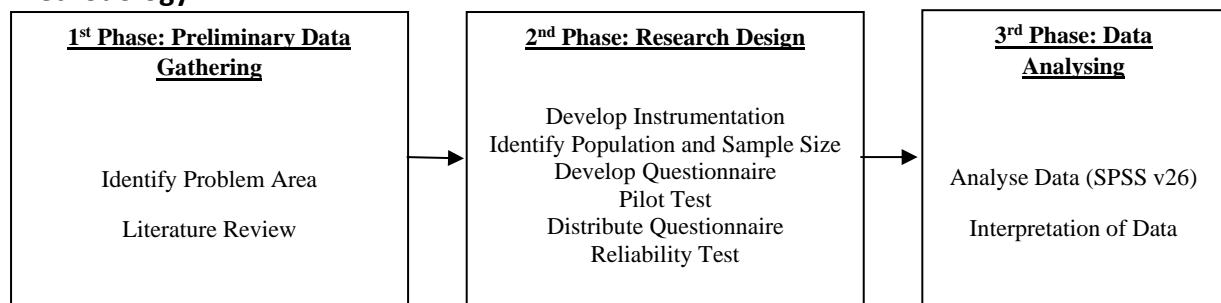 1st Phase: Preliminary Data
Gathering
Identify Problem Area
Literature Review
2nd Phase: Research Design
Develop Instrumentation
Identify Population and Sample Size
Develop Questionnaire
Pilot Test
Distribute Questionnaire
Reliability Test
3rd Phase: Data
Analysing
Analyse Data (SPSS v26)
Interpretation of Data